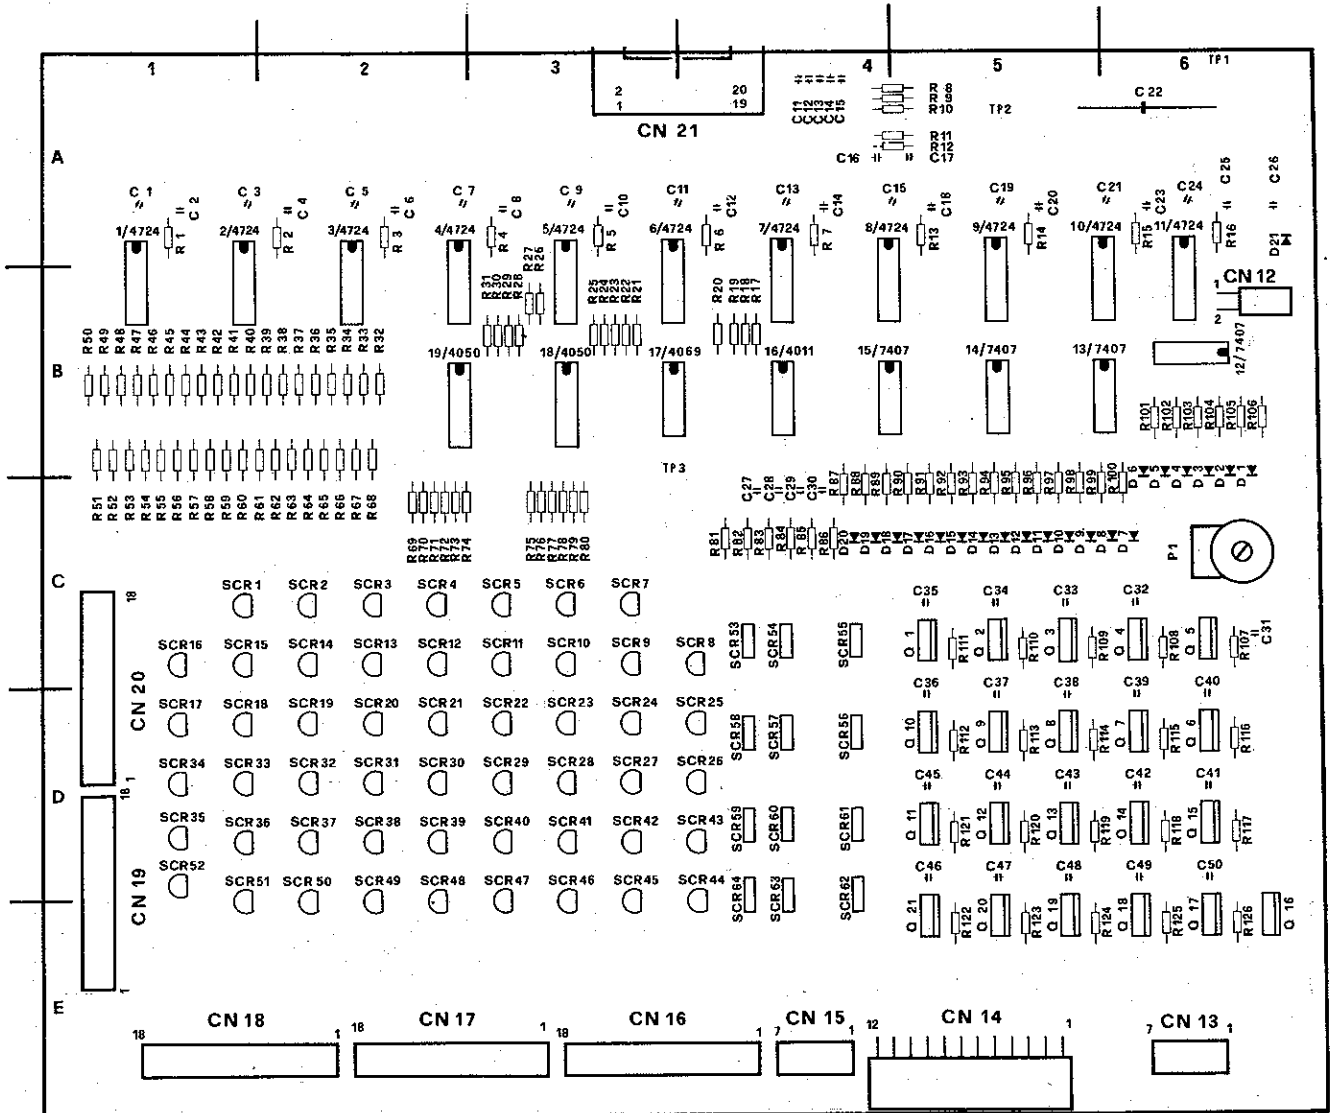 1 2 3 4 5 6
TP1
C 22
2 20
1 19
CN 21
C11 C12 C13 C14 C15
R 8
R 9
R10
TP2
R11
R12
C16 C17
A
C 1 C 2 C 3 C 4 C 5 C 6 C 7 C 8 C 9 C10 C11 C12 C13 C14 C15 C18 C19 C20 C21 C23 C24 C25 C26
1/4724 R 1 2/4724 R 2 3/4724 R 3 4/4724 R 4 5/4724 R 5 6/4724 R 6 7/4724 R 7 8/4724 R13 9/4724 R14 10/4724 R15 11/4724 R16 D21
CN 12
1
2
R31 R30 R29 R28 R27 R26 R25 R24 R23 R22 R21 R20 R19 R18 R17
R50 R49 R48 R47 R46 R45 R44 R43 R42 R41 R40 R39 R38 R37 R36 R35 R34 R33 R32
19/4050 18/4050 17/4069 16/4011 15/7407 14/7407 13/7407 12/7407
B
R101 R102 R103 R104 R105 R106
TP3
R51 R52 R53 R54 R55 R56 R57 R58 R59 R60 R61 R62 R63 R64 R65 R66 R67 R68
C27 C28 C29 C30 R87 R88 R89 R90 R91 R92 R93 R94 R95 R96 R97 R98 R99 R100 D 6 D 5 D 4 D 3 D 2 D 1
R69 R70 R71 R72 R73 R74 R75 R76 R77 R78 R79 R80
R81 R82 R83 R84 R85 R86 D20 D19 D18 D17 D16 D15 D14 D13 D12 D11 D10 D 9 D 8 D 7
P1
C
SCR1 SCR2 SCR3 SCR4 SCR5 SCR6 SCR7
C35 C34 C33 C32
18
SCR16 SCR15 SCR14 SCR13 SCR12 SCR11 SCR10 SCR9 SCR 8 SCR53 SCR54 SCR55
Q 1 R111 Q 2 R110 Q 3 R109 Q 4 R108 Q 5 R107 C31
CN 20
C36 C37 C38 C39 C40
SCR17 SCR18 SCR19 SCR20 SCR21 SCR22 SCR23 SCR24 SCR25 SCR58 SCR57 SCR56
Q 10 R112 Q 9 R113 Q 8 R114 Q 7 R115 Q 6 R116
SCR34 SCR33 SCR32 SCR31 SCR30 SCR29 SCR28 SCR27 SCR26
1
C45 C44 C43 C42 C41
D
18
SCR35 SCR36 SCR37 SCR38 SCR39 SCR40 SCR41 SCR42 SCR43 SCR59 SCR60 SCR61
Q 11 R121 Q 12 R120 Q 13 R119 Q 14 R118 Q 15 R117
CN 19
C46 C47 C48 C49 C50
SCR52 SCR51 SCR50 SCR49 SCR48 SCR47 SCR46 SCR45 SCR44 SCR64 SCR63 SCR62
Q 21 R122 Q 20 R123 Q 19 R124 Q 18 R125 Q 17 R126 Q 16
1
E
18 CN 18 1
18 CN 17 1
18 CN 16 1
7 CN 15 1
12 CN 14 1
7 CN 13 1